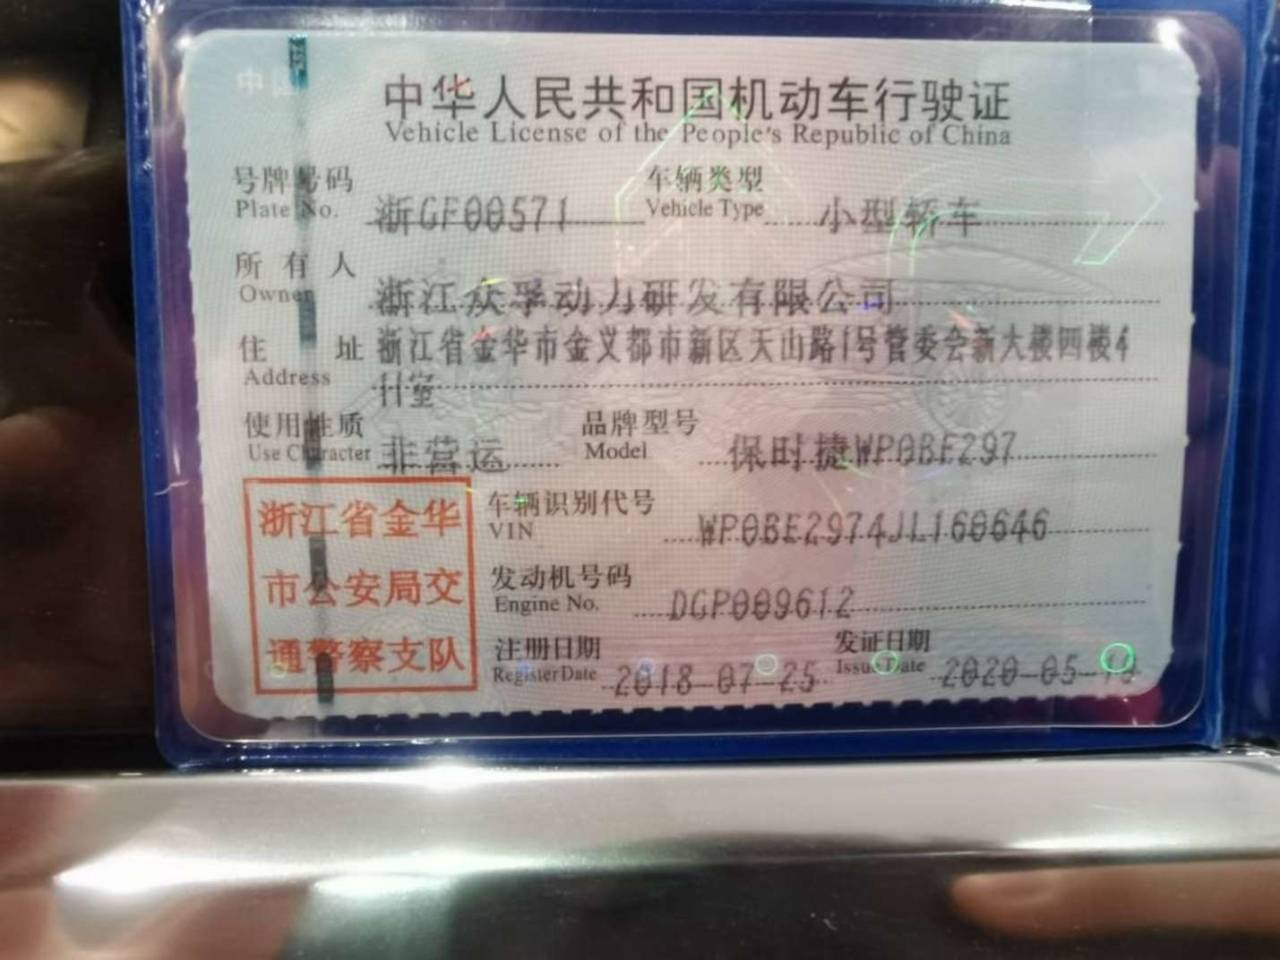 中国
中华人民共和国机动车行驶证
Vehicle License of the People's Republic of China
号牌号码 浙GF00571 车辆类型 小型轿车
Plate No. Vehicle Type
所有人 浙江众孚动力研发有限公司
Owner
住址 浙江省金华市金义都市新区天山路1号管委会新大楼四楼4
Address 11室
使用性质 非营运 品牌型号 保时捷WP0BE297
Use Character Model
浙江省金华
市公安局交
通警察支队
车辆识别代号 WP0BE2974JL160646
VIN
发动机号码 DGP009612
Engine No.
注册日期 2018-07-25 发证日期
Register Date Issue Date 2020-05-